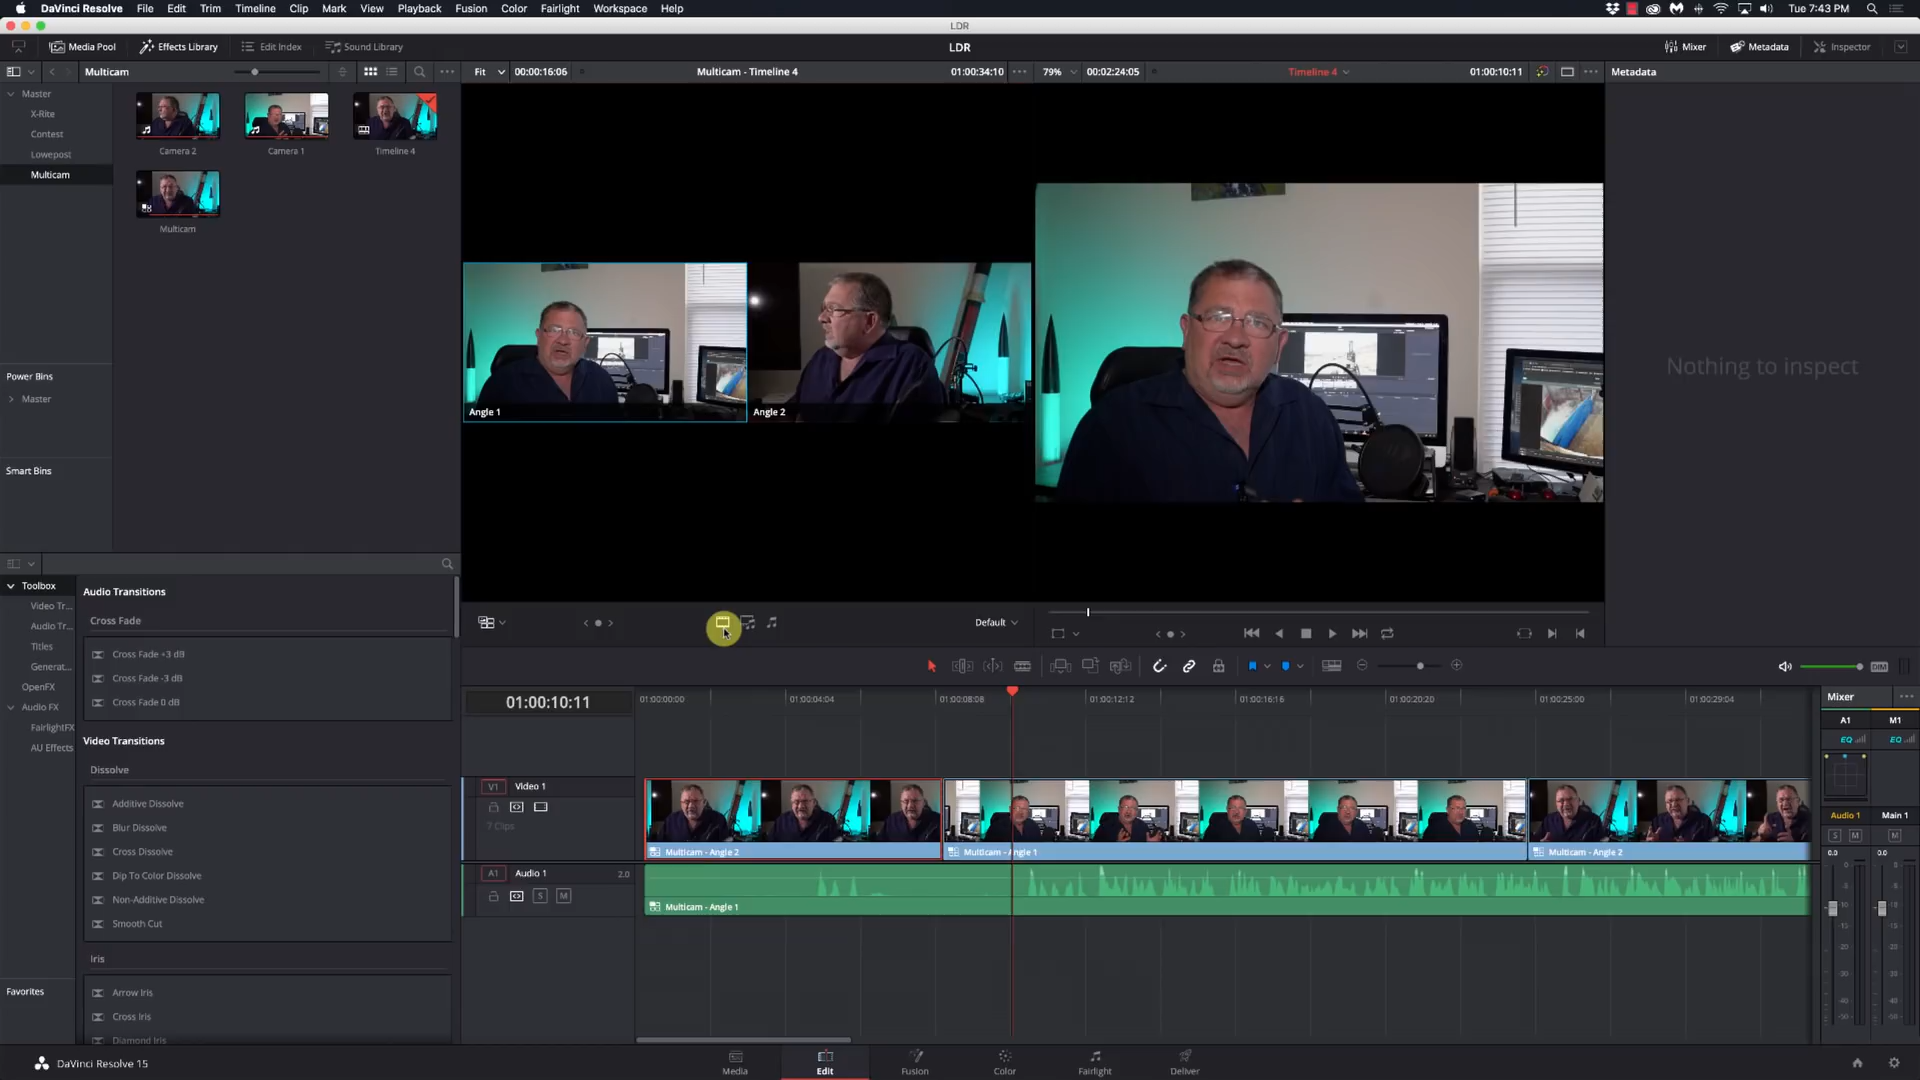 DaVinci Resolve File Edit Trim Timeline Clip Mark View Playback Fusion Color Fairlight Workspace Help
Tue 7:43 PM
LDR
Media Pool Effects Library Edit Index Sound Library
LDR
Mixer Metadata Inspector
Multicam
Fit 00:00:16:06 Multicam - Timeline 4 01:00:34:10
79% 00:02:24:05 Timeline 4 01:00:10:11
Metadata
Master
X-Rite
Contest
Lowepost
Multicam
Camera 2
Camera 1
Timeline 4
Multicam
Angle 1
Angle 2
Nothing to inspect
Power Bins
Master
Smart Bins
Default
Toolbox
Video Tr...
Audio Tr...
Titles
Generat...
OpenFX
Audio FX
FairlightFX
AU Effects
Favorites
Audio Transitions
Cross Fade
Cross Fade +3 dB
Cross Fade -3 dB
Cross Fade 0 dB
Video Transitions
Dissolve
Additive Dissolve
Blur Dissolve
Cross Dissolve
Dip To Color Dissolve
Non-Additive Dissolve
Smooth Cut
Iris
Arrow Iris
Cross Iris
Diamond Iris
DIM
01:00:10:11
01:00:00:00 01:00:04:04 01:00:08:08 01:00:12:12 01:00:16:16 01:00:20:20 01:00:25:00 01:00:29:04
V1 Video 1
7 Clips
Multicam - Angle 2
Multicam - Angle 1
Multicam - Angle 2
A1 Audio 1 2.0
S M
Multicam - Angle 1
Mixer
A1 M1
EQ EQ
Audio 1 Main 1
S M M
0.0 0.0
DaVinci Resolve 15
Media Edit Fusion Color Fairlight Deliver